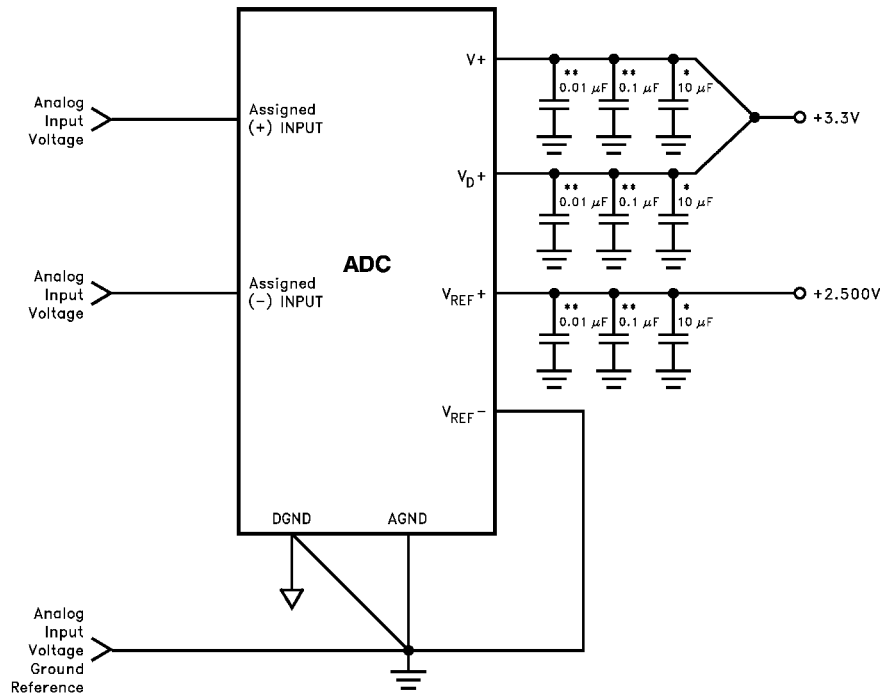 V+
** ** *
0.01 µF 0.1 µF 10 µF
+3.3V
Analog
Input
Voltage
Assigned
(+) INPUT
VD+
** ** *
0.01 µF 0.1 µF 10 µF
ADC
Analog
Input
Voltage
Assigned
(−) INPUT
VREF+
** ** *
0.01 µF 0.1 µF 10 µF
+2.500V
VREF−
DGND AGND
Analog
Input
Voltage
Ground
Reference